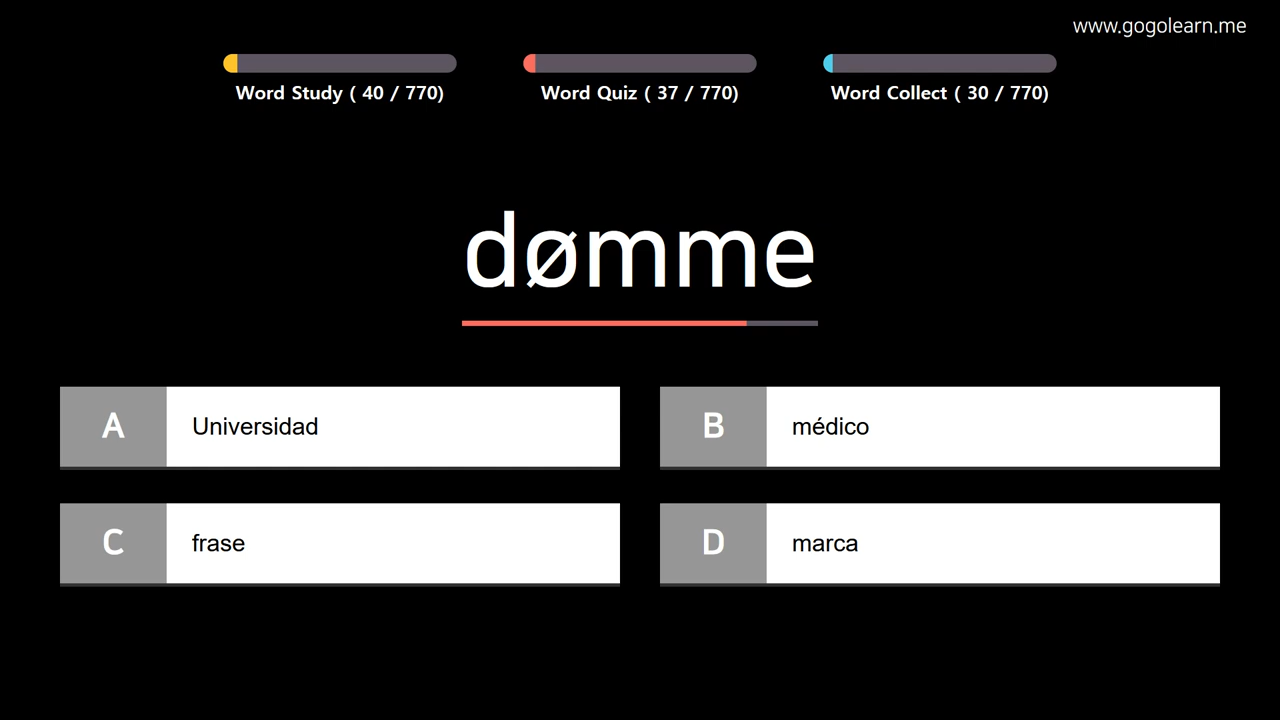 www.gogolearn.me
Word Study ( 40 / 770)
Word Quiz ( 37 / 770)
Word Collect ( 30 / 770)
dømme
A
Universidad
B
médico
C
frase
D
marca